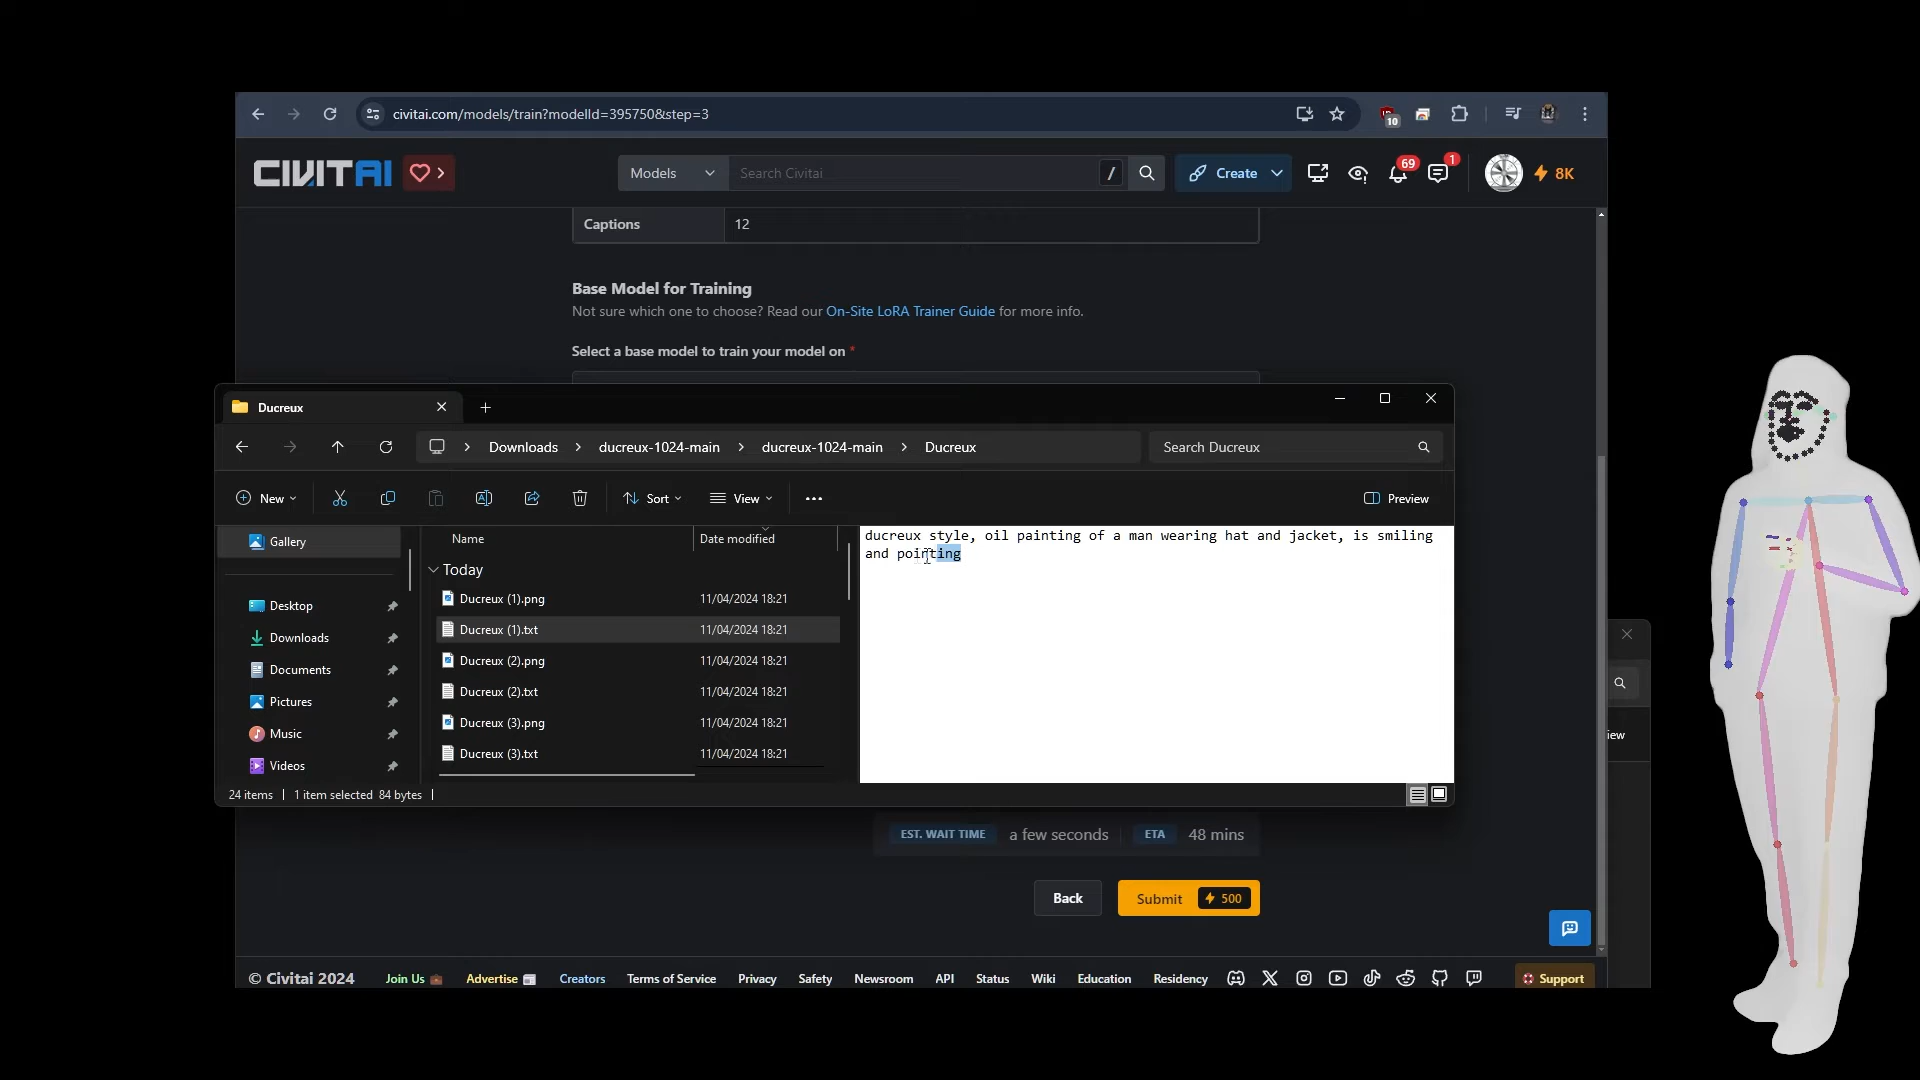 civitai.com/models/train?modelId=395750&step=3
10
CIVITAI
Models
Search Civitai
/
Create
69
1
8K
Captions
12
Base Model for Training
Not sure which one to choose? Read our On-Site LoRA Trainer Guide for more info.
Select a base model to train your model on *
Ducreux
Downloads > ducreux-1024-main > ducreux-1024-main > Ducreux
Search Ducreux
New
Sort
View
Preview
Gallery
Desktop
Downloads
Documents
Pictures
Music
Videos
Name
Date modified
Today
Ducreux (1).png 11/04/2024 18:21
Ducreux (1).txt 11/04/2024 18:21
Ducreux (2).png 11/04/2024 18:21
Ducreux (2).txt 11/04/2024 18:21
Ducreux (3).png 11/04/2024 18:21
Ducreux (3).txt 11/04/2024 18:21
ducreux style, oil painting of a man wearing hat and jacket, is smiling
and pointing
24 items
1 item selected 84 bytes
iew
EST. WAIT TIME
a few seconds
ETA
48 mins
Back
Submit
500
© Civitai 2024
Join Us
Advertise
Creators
Terms of Service
Privacy
Safety
Newsroom
API
Status
Wiki
Education
Residency
Support